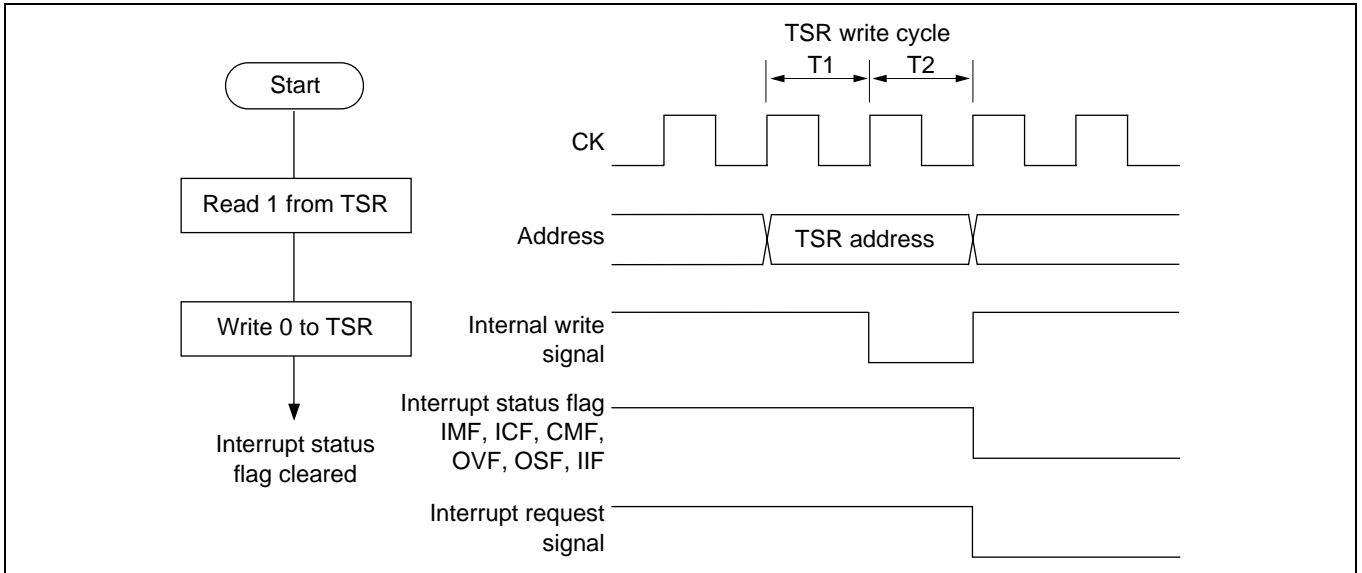 Start
Read 1 from TSR
Write 0 to TSR
Interrupt status
flag cleared
TSR write cycle
T1 T2
CK
Address
TSR address
Internal write
signal
Interrupt status flag
IMF, ICF, CMF,
OVF, OSF, IIF
Interrupt request
signal